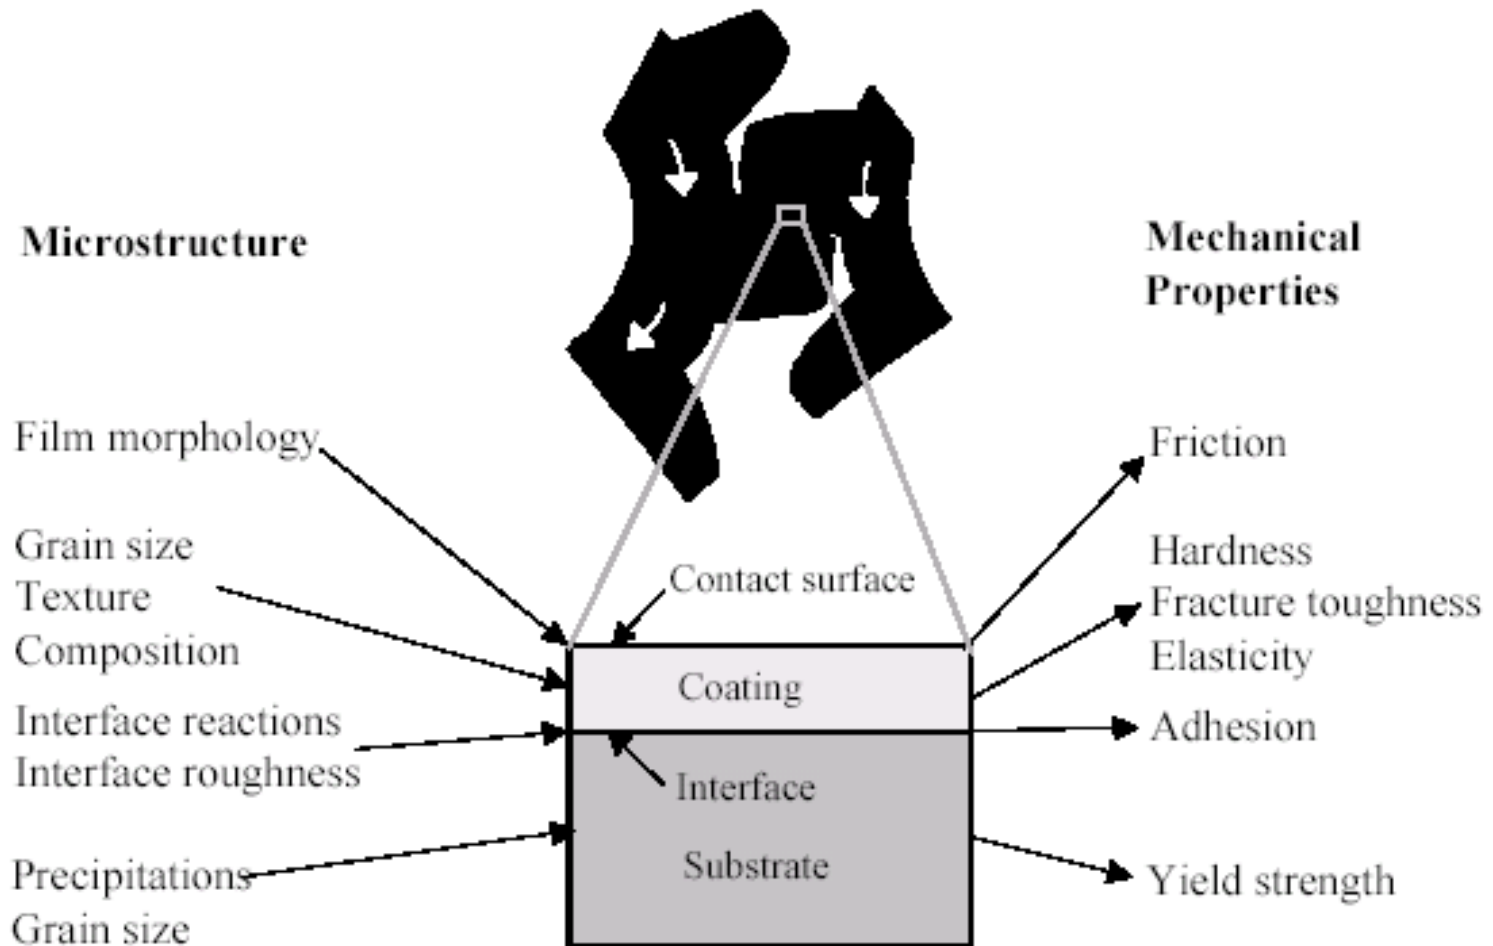 Microstructure
Mechanical
Properties
Film morphology
Friction
Grain size
Texture
Composition
Contact surface
Hardness
Fracture toughness
Elasticity
Coating
Interface reactions
Interface roughness
Adhesion
Interface
Substrate
Precipitations
Grain size
Yield strength